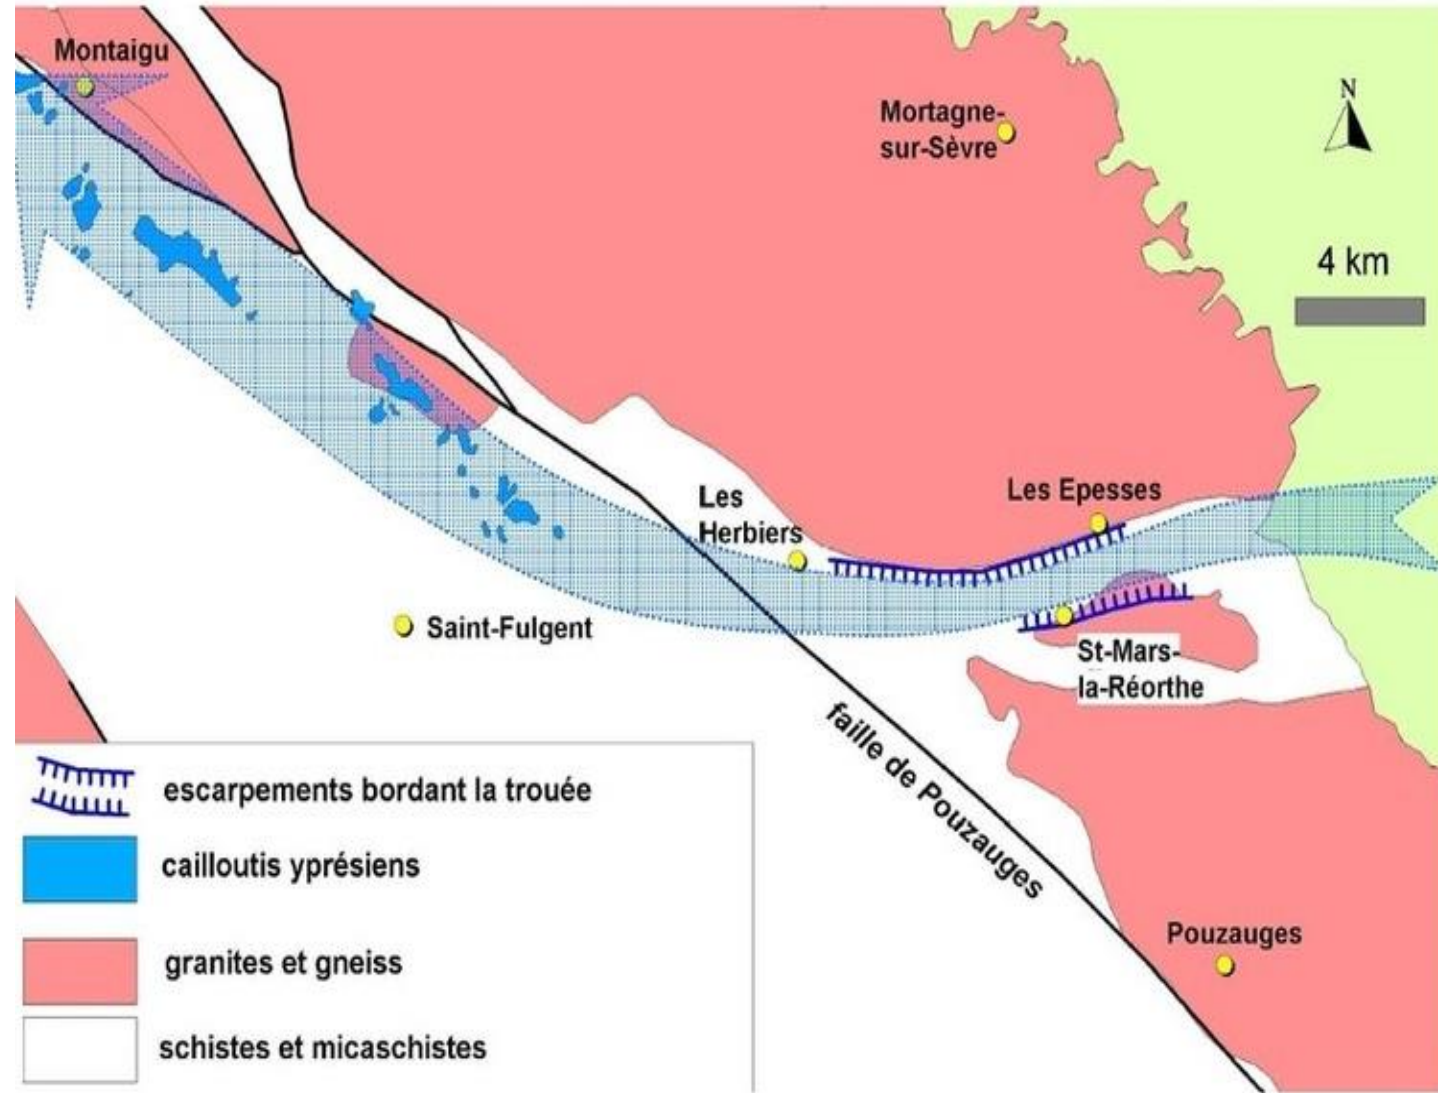 Montaigu
Mortagne-
sur-Sèvre
N
4 km
Les Epesses
Les
Herbiers
Saint-Fulgent
St-Mars-
la-Réorthe
faille de Pouzauges
Pouzauges
escarpements bordant la trouée
cailloutis yprésiens
granites et gneiss
schistes et micaschistes